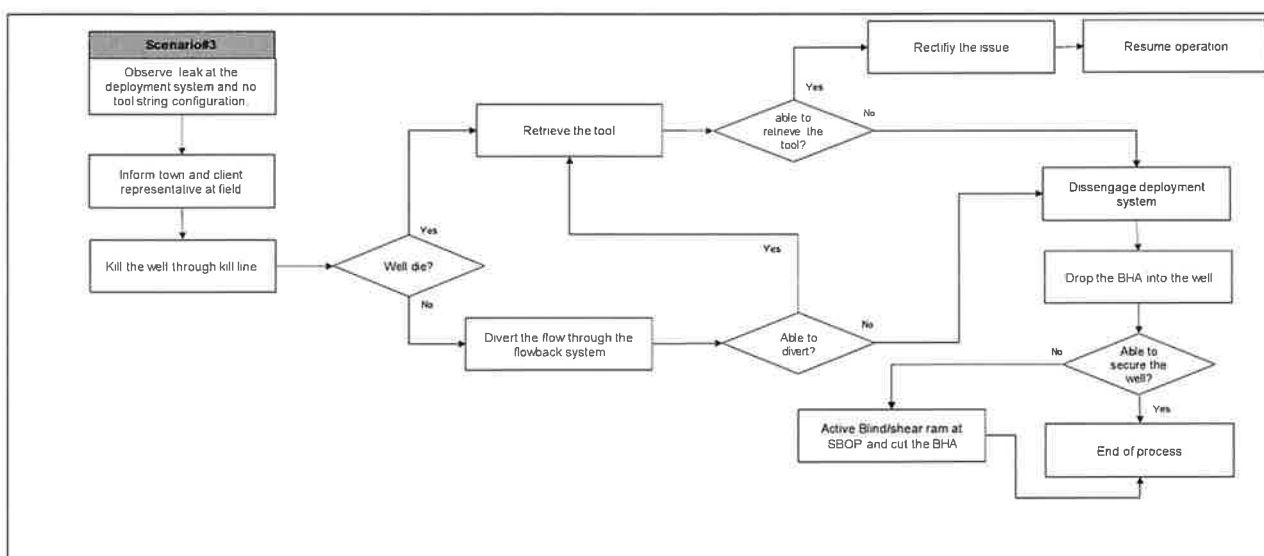 Scenario#3
Observe leak at the
deployment system and no
tool string configuration.
Inform town and client
representative at field
Kill the well through kill line
Well die?
Yes
No
Retrieve the tool
Divert the flow through the
flowback system
able to
retrieve the
tool?
Yes
No
Able to
divert?
Yes
No
Rectifiy the issue
Resume operation
Dissengage deployment
system
Drop the BHA into the well
Able to
secure the
well?
No
Yes
Active Blind/shear ram at
SBOP and cut the BHA
End of process